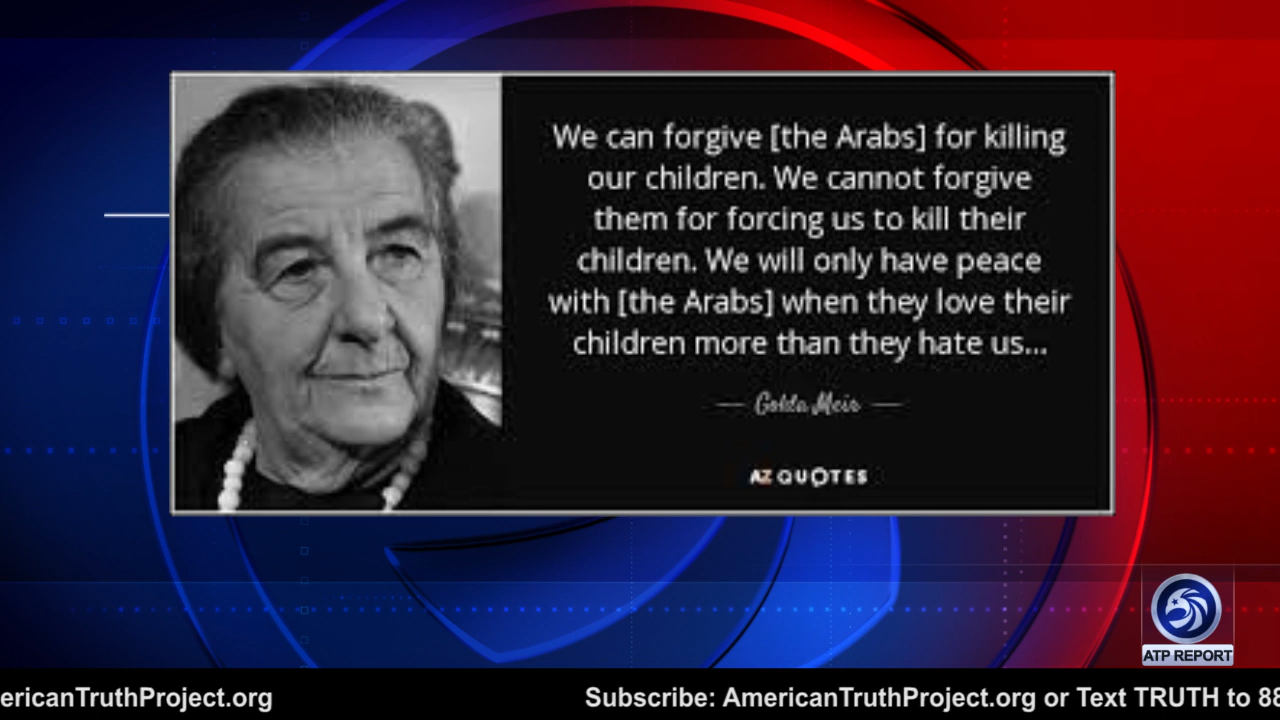 We can forgive [the Arabs] for killing
our children. We cannot forgive
them for forcing us to kill their
children. We will only have peace
with [the Arabs] when they love their
children more than they hate us...
— Golda Meir —
AZ QUOTES
ATP REPORT
ericanTruthProject.org
Subscribe: AmericanTruthProject.org or Text TRUTH to 88